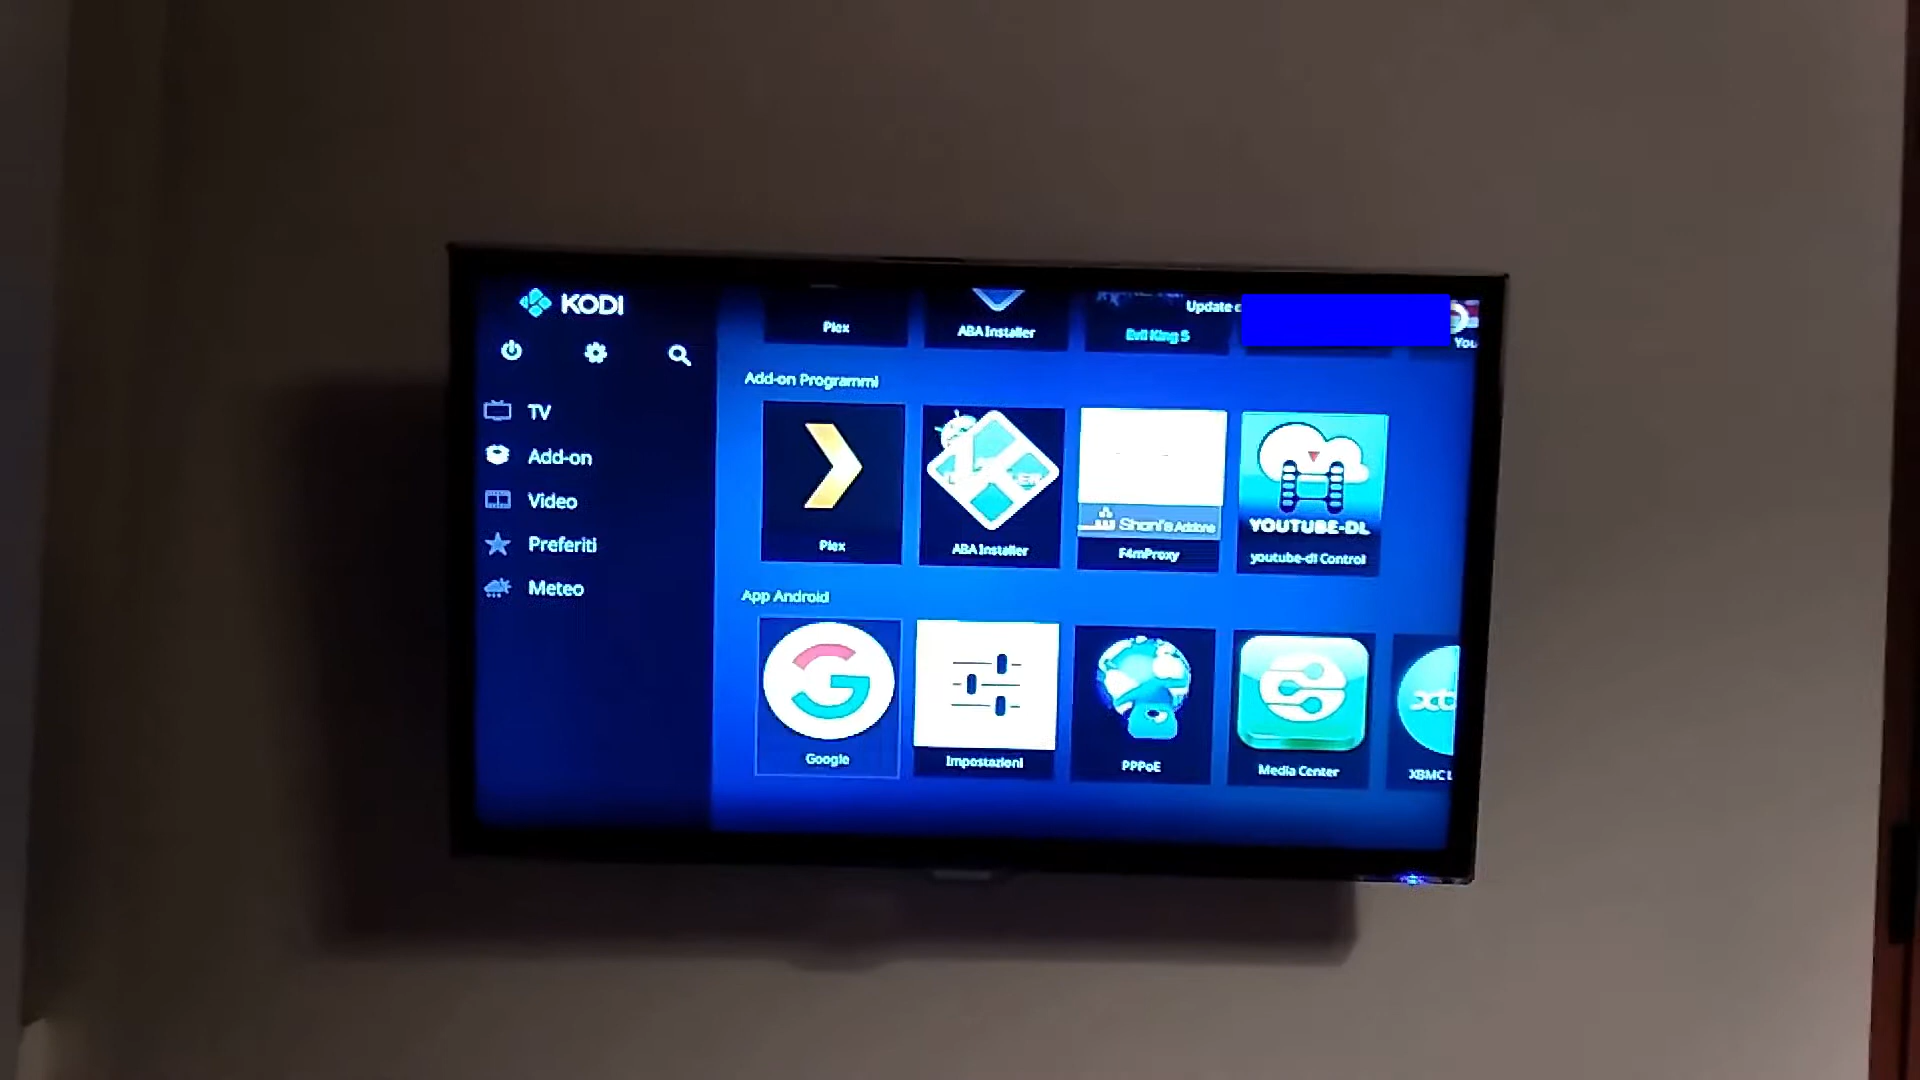 KODI
Update
Plex
ABA Installer
Evil King S
You
TV
Add-on
Video
Preferiti
Meteo
Add-on Programmi
Plex
ABA Installer
Shani's Addons
F4mProxy
YOUTUBE-DL
youtube-dl Control
App Android
Google
Impostazioni
PPPoE
Media Center
XBMC L